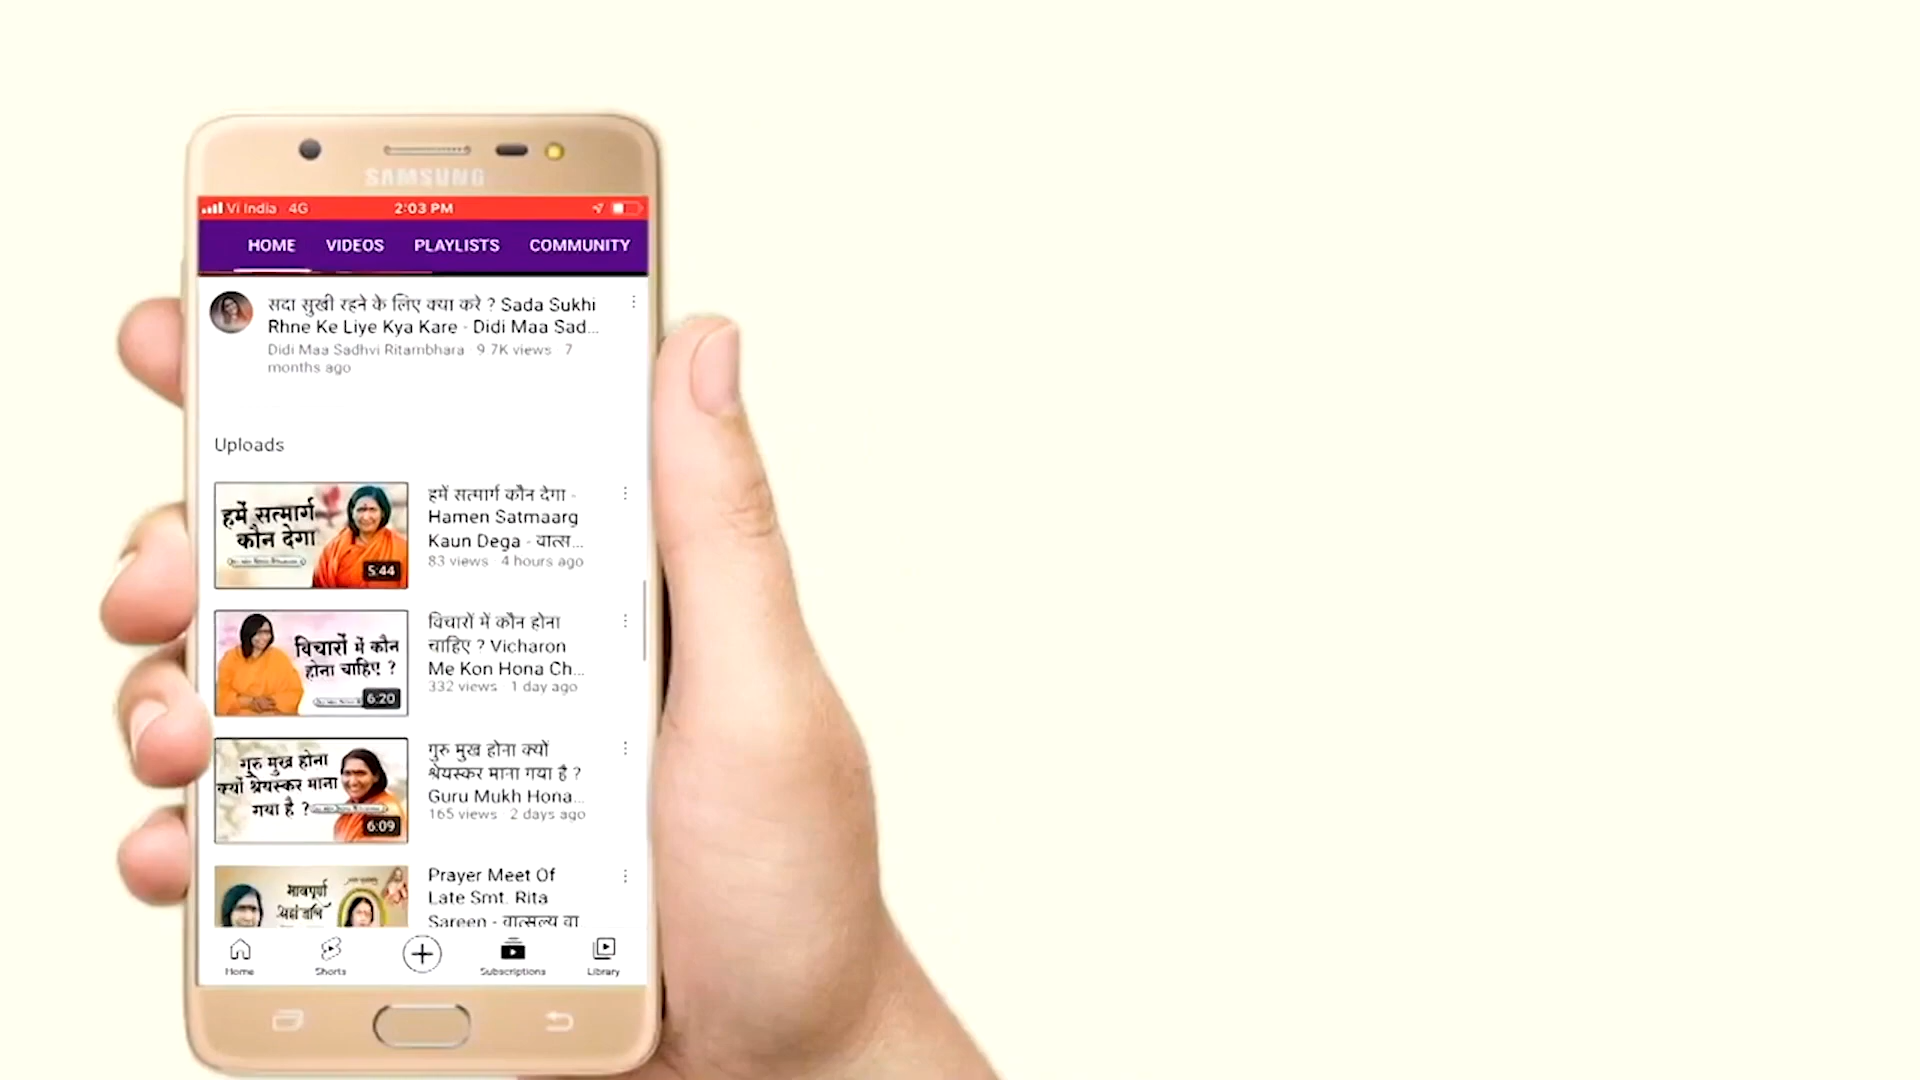 SAMSUNG
Vi India 4G 2:03 PM
HOME VIDEOS PLAYLISTS COMMUNITY
सदा सुखी रहने के लिए क्या करे ? Sada Sukhi
Rhne Ke Liye Kya Kare - Didi Maa Sad...
Didi Maa Sadhvi Ritambhara 9.7K views 7
months ago
Uploads
हमें सत्मार्ग
कौन देगा
5:44
हमें सत्मार्ग कौन देगा -
Hamen Satmaarg
Kaun Dega - वात्स...
83 views 4 hours ago
विचारों में कौन
होना चाहिए ?
6:20
विचारों में कौन होना
चाहिए ? Vicharon
Me Kon Hona Ch...
332 views 1 day ago
गुरु मुख होना
क्यों श्रेयस्कर माना
गया है ?
6:09
गुरु मुख होना क्यों
श्रेयस्कर माना गया है ?
Guru Mukh Hona...
165 views 2 days ago
भावपूर्ण
श्रद्धांजलि
Prayer Meet Of
Late Smt. Rita
Sareen - वात्सल्य वा
Home Shorts Subscriptions Library